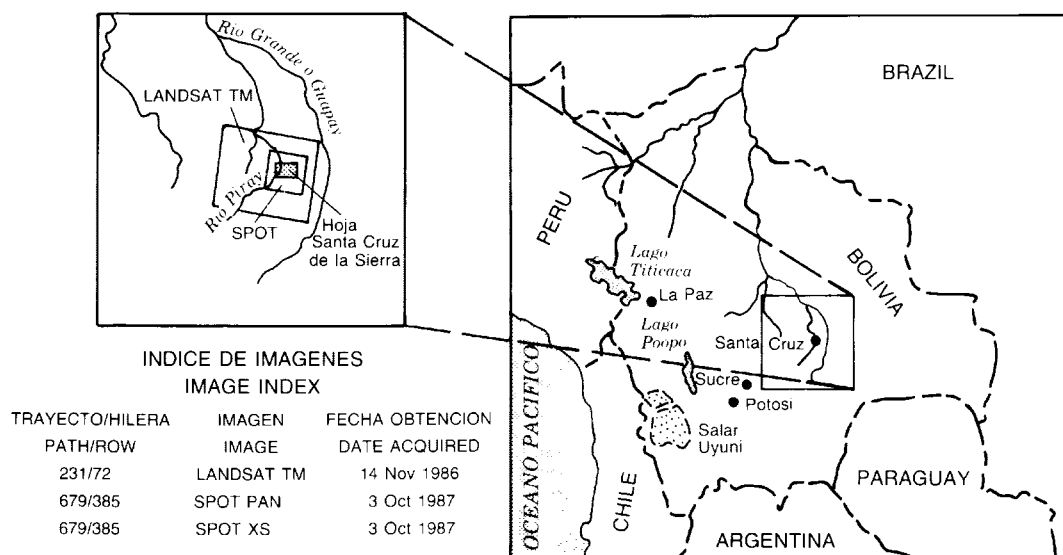 Rio Grande o Guapay
LANDSAT TM
Rio Piray
SPOT
Hoja
Santa Cruz
de la Sierra
INDICE DE IMAGENES
IMAGE INDEX
TRAYECTO/HILERA IMAGEN FECHA OBTENCION
PATH/ROW IMAGE DATE ACQUIRED
231/72 LANDSAT TM 14 Nov 1986
679/385 SPOT PAN 3 Oct 1987
679/385 SPOT XS 3 Oct 1987
BRAZIL
PERU
BOLIVIA
Lago
Titicaca
La Paz
Lago
Poopo
Santa Cruz
Sucre
Potosi
Salar
Uyuni
OCEANO PACIFICO
CHILE
PARAGUAY
ARGENTINA